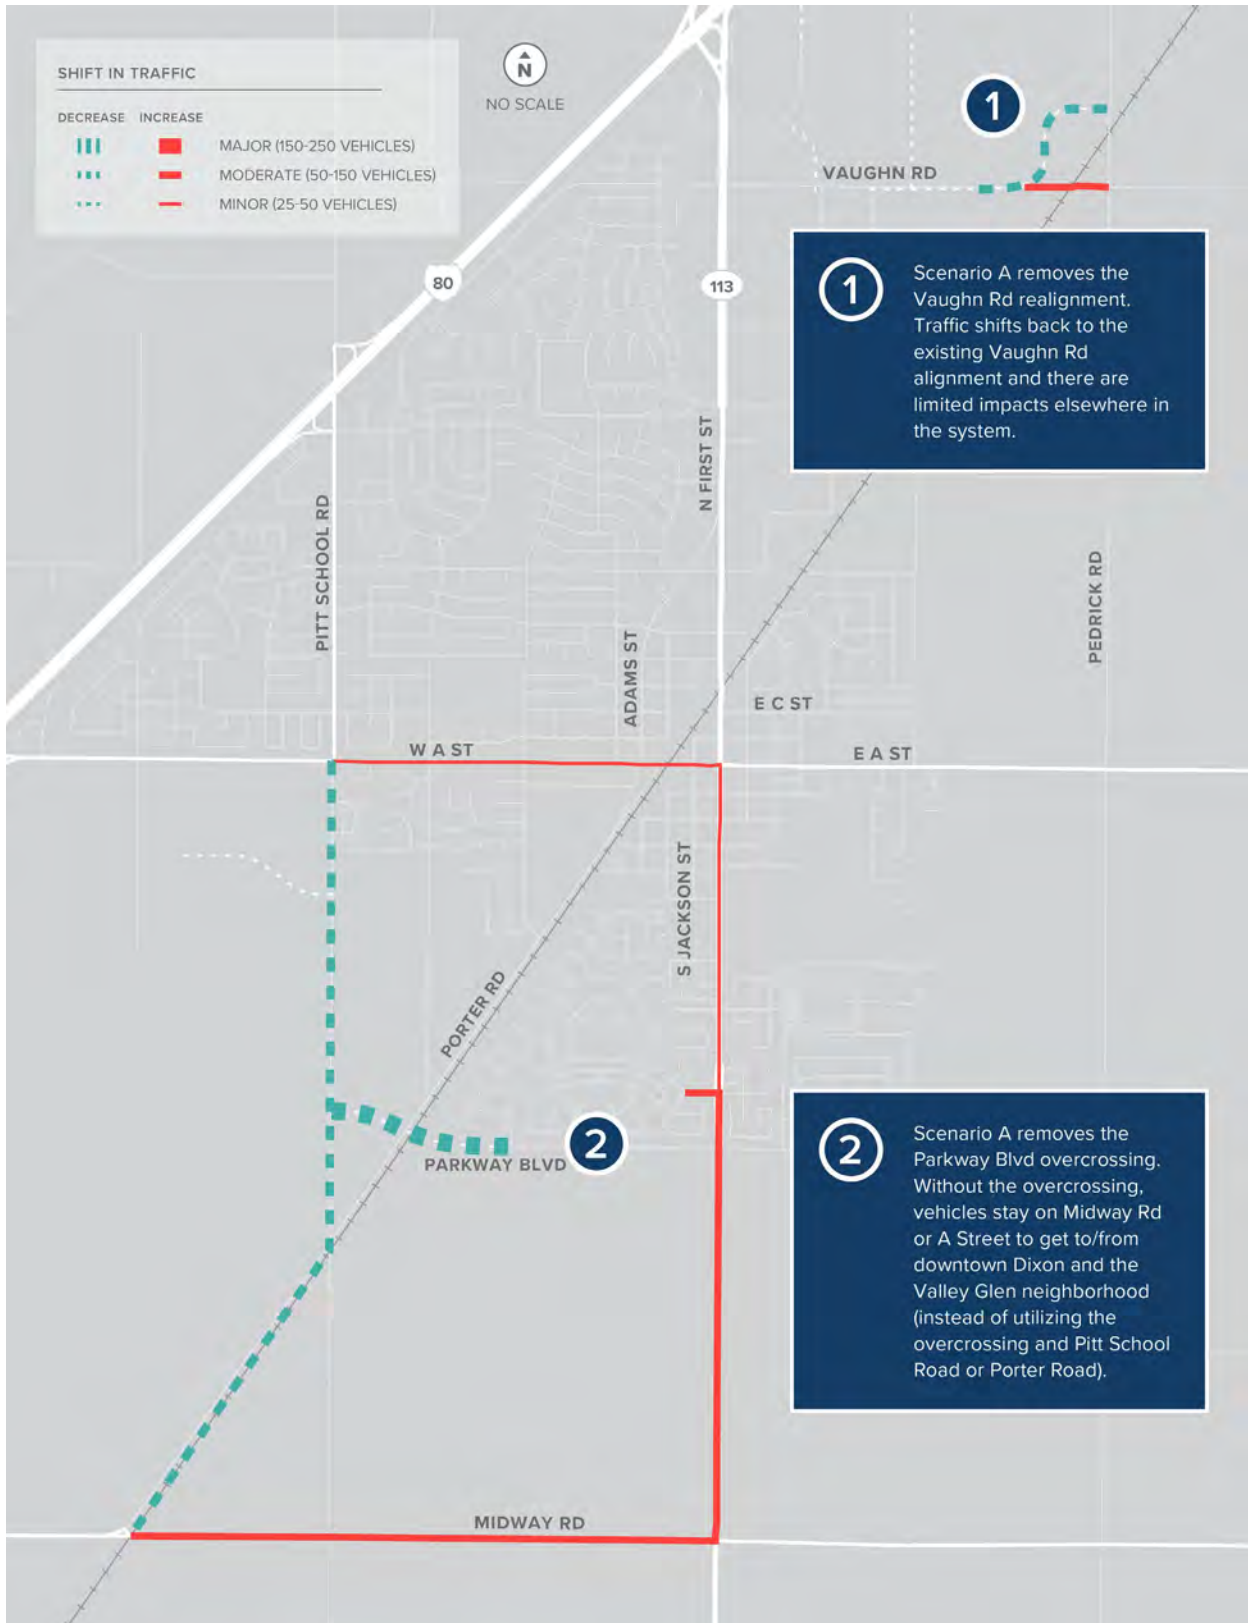 SHIFT IN TRAFFIC
DECREASE INCREASE
MAJOR (150-250 VEHICLES)
MODERATE (50-150 VEHICLES)
MINOR (25-50 VEHICLES)
N
NO SCALE
1
VAUGHN RD
80
113
1
Scenario A removes the
Vaughn Rd realignment.
Traffic shifts back to the
existing Vaughn Rd
alignment and there are
limited impacts elsewhere in
the system.
N FIRST ST
PITT SCHOOL RD
PEDRICK RD
ADAMS ST
E C ST
W A ST
E A ST
S JACKSON ST
PORTER RD
2
PARKWAY BLVD
2
Scenario A removes the
Parkway Blvd overcrossing.
Without the overcrossing,
vehicles stay on Midway Rd
or A Street to get to/from
downtown Dixon and the
Valley Glen neighborhood
(instead of utilizing the
overcrossing and Pitt School
Road or Porter Road).
MIDWAY RD